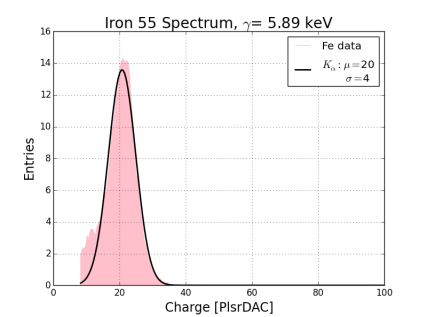 Iron 55 Spectrum, γ= 5.89 keV
Entries
16
14
12
10
8
6
4
2
0
Fe data
Kα: μ=20
σ=4
0 20 40 60 80 100
Charge [PlsrDAC]